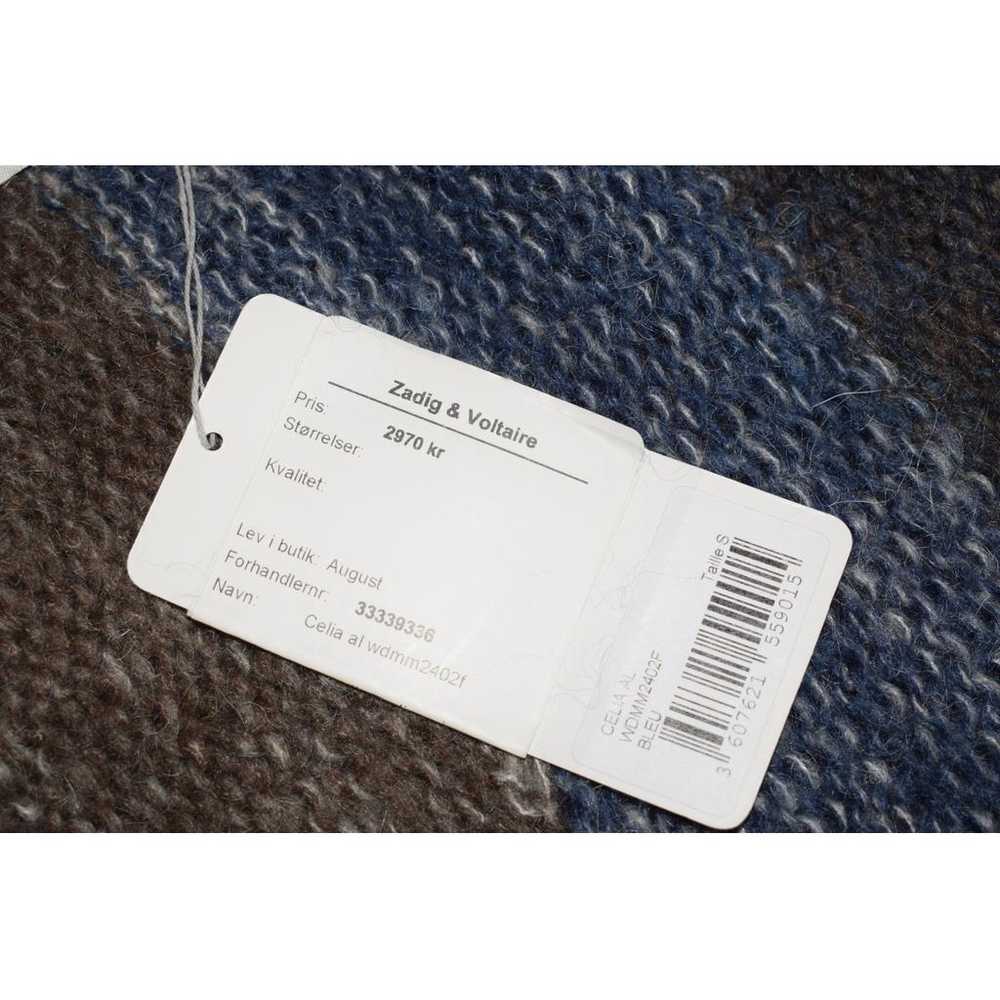 Zadig & Voltaire
Pris 2970 kr
Størrelser:
Kvalitet:
Lev i butik: August
Forhandlernr: 33339336
Navn: Celia al wdmm2402f
Taille S
CELIA AL
WDMM2402F
BLEU
3 607621 559015